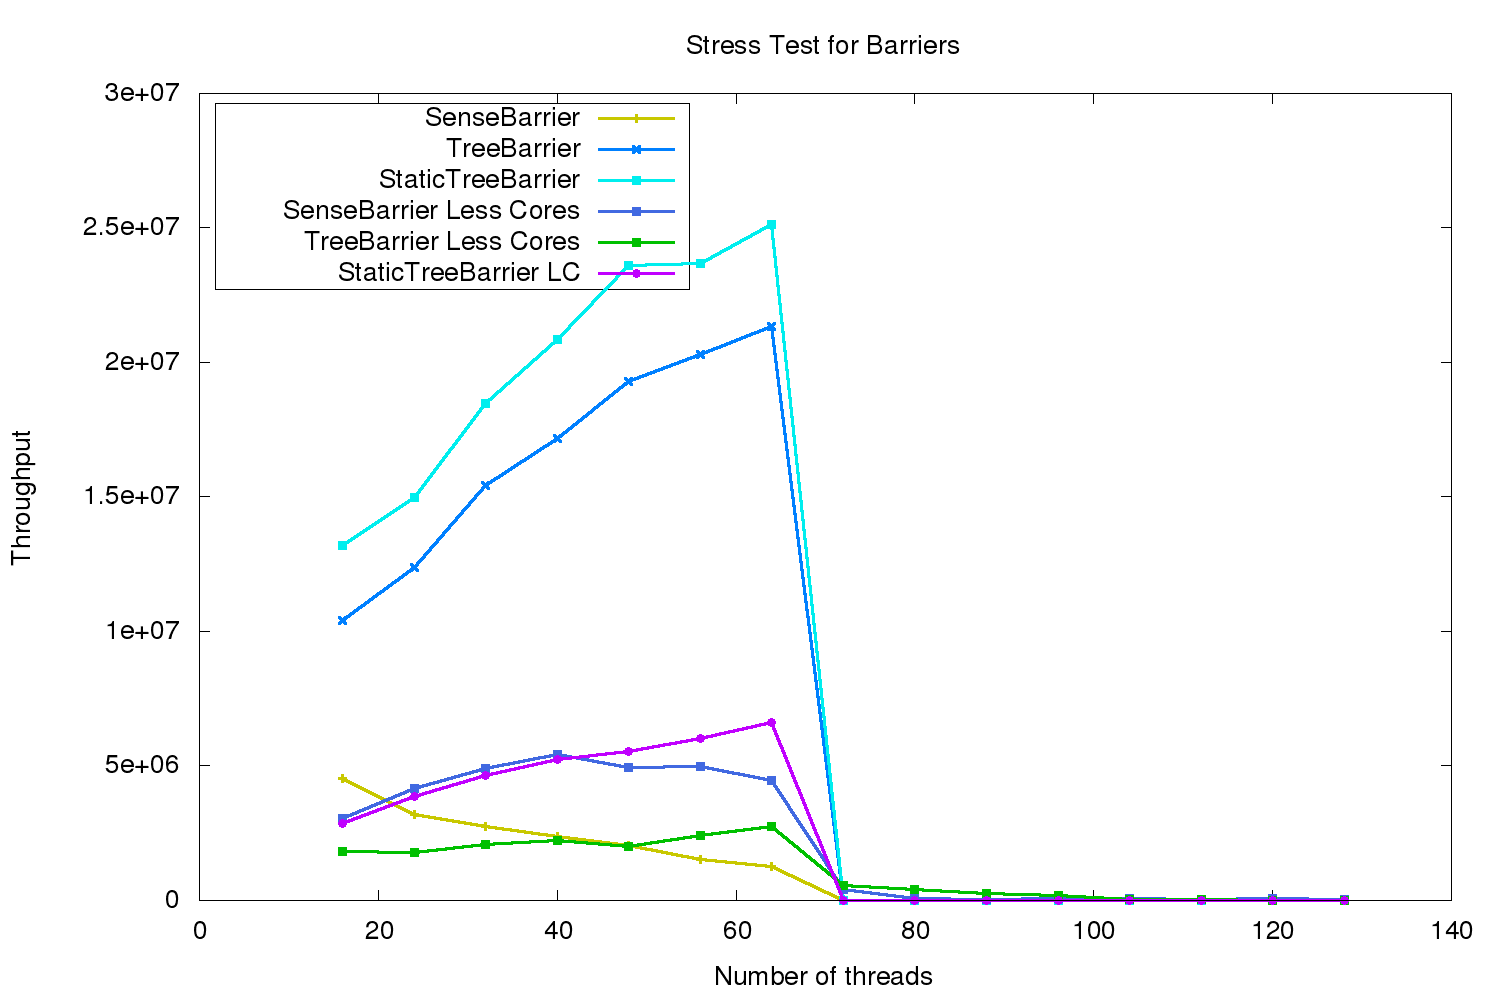 Stress Test for Barriers
3e+07
2.5e+07
2e+07
1.5e+07
1e+07
5e+06
0
Throughput
SenseBarrier
TreeBarrier
StaticTreeBarrier
SenseBarrier Less Cores
TreeBarrier Less Cores
StaticTreeBarrier LC
0 20 40 60 80 100 120 140
Number of threads